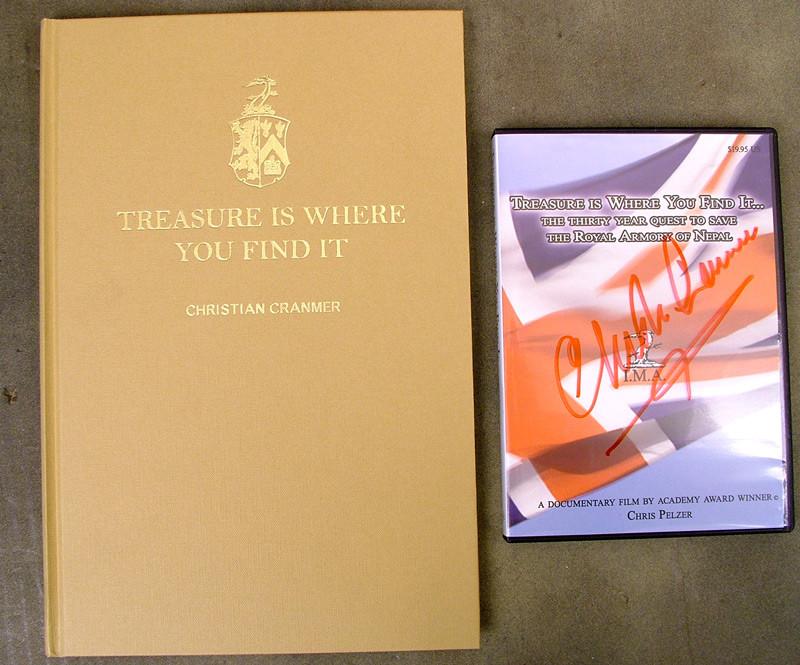 TREASURE IS WHERE
YOU FIND IT
CHRISTIAN CRANMER
$19.95 US
TREASURE IS WHERE YOU FIND IT...
THE THIRTY YEAR QUEST TO SAVE
THE ROYAL ARMORY OF NEPAL
I.M.A.
A DOCUMENTARY FILM BY ACADEMY AWARD WINNER©
CHRIS PELZER